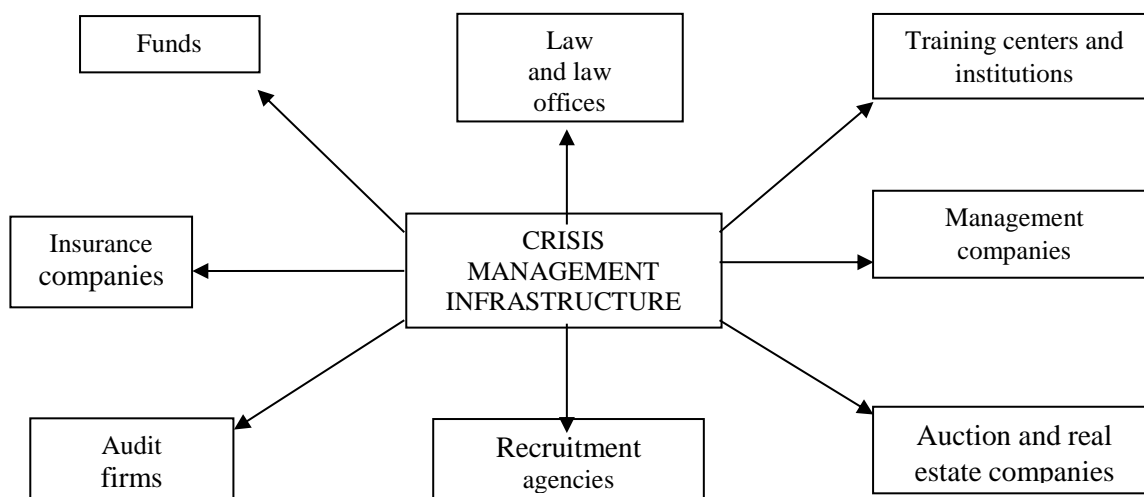 Funds
Law
and law
offices
Training centers and
institutions
Insurance
companies
CRISIS
MANAGEMENT
INFRASTRUCTURE
Management
companies
Audit
firms
Recruitment
agencies
Auction and real
estate companies